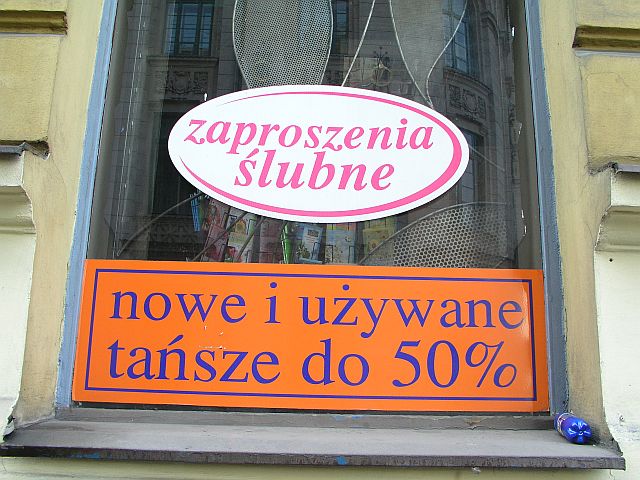 zaproszenia
ślubne
nowe i używane
tańsze do 50%